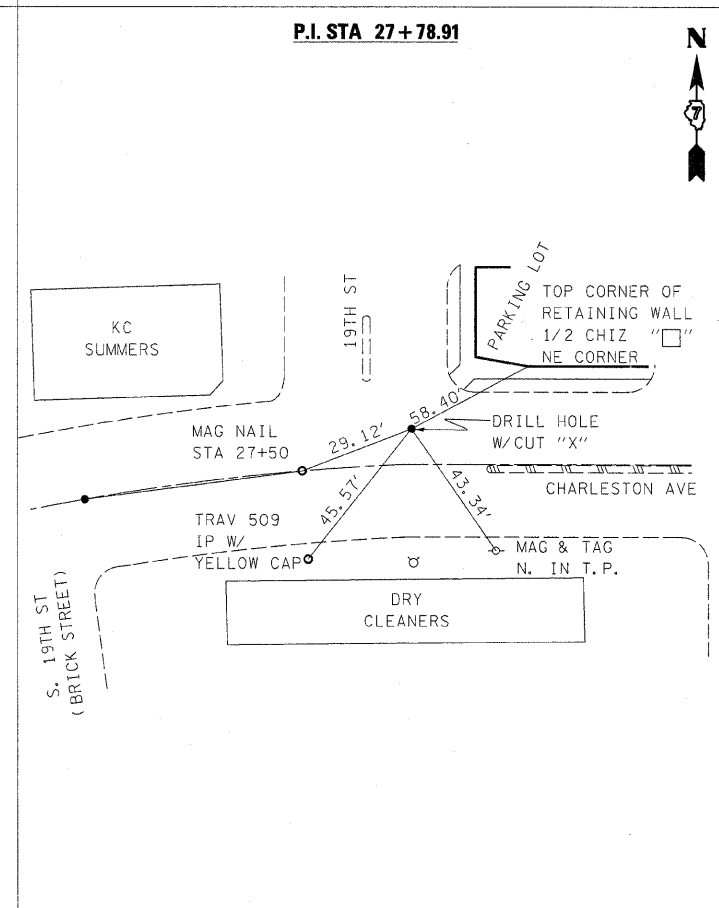 P.I. STA 27+78.91
N
7
19TH ST
PARKING LOT
TOP CORNER OF
RETAINING WALL
1/2 CHIZ "□"
NE CORNER
KC
SUMMERS
58.40'
DRILL HOLE
W/CUT "X"
MAG NAIL
STA 27+50
29.12'
45.57'
43.34'
CHARLESTON AVE
TRAV 509
IP W/
YELLOW CAP
MAG & TAG
N. IN T.P.
DRY
CLEANERS
S. 19TH ST
(BRICK STREET)